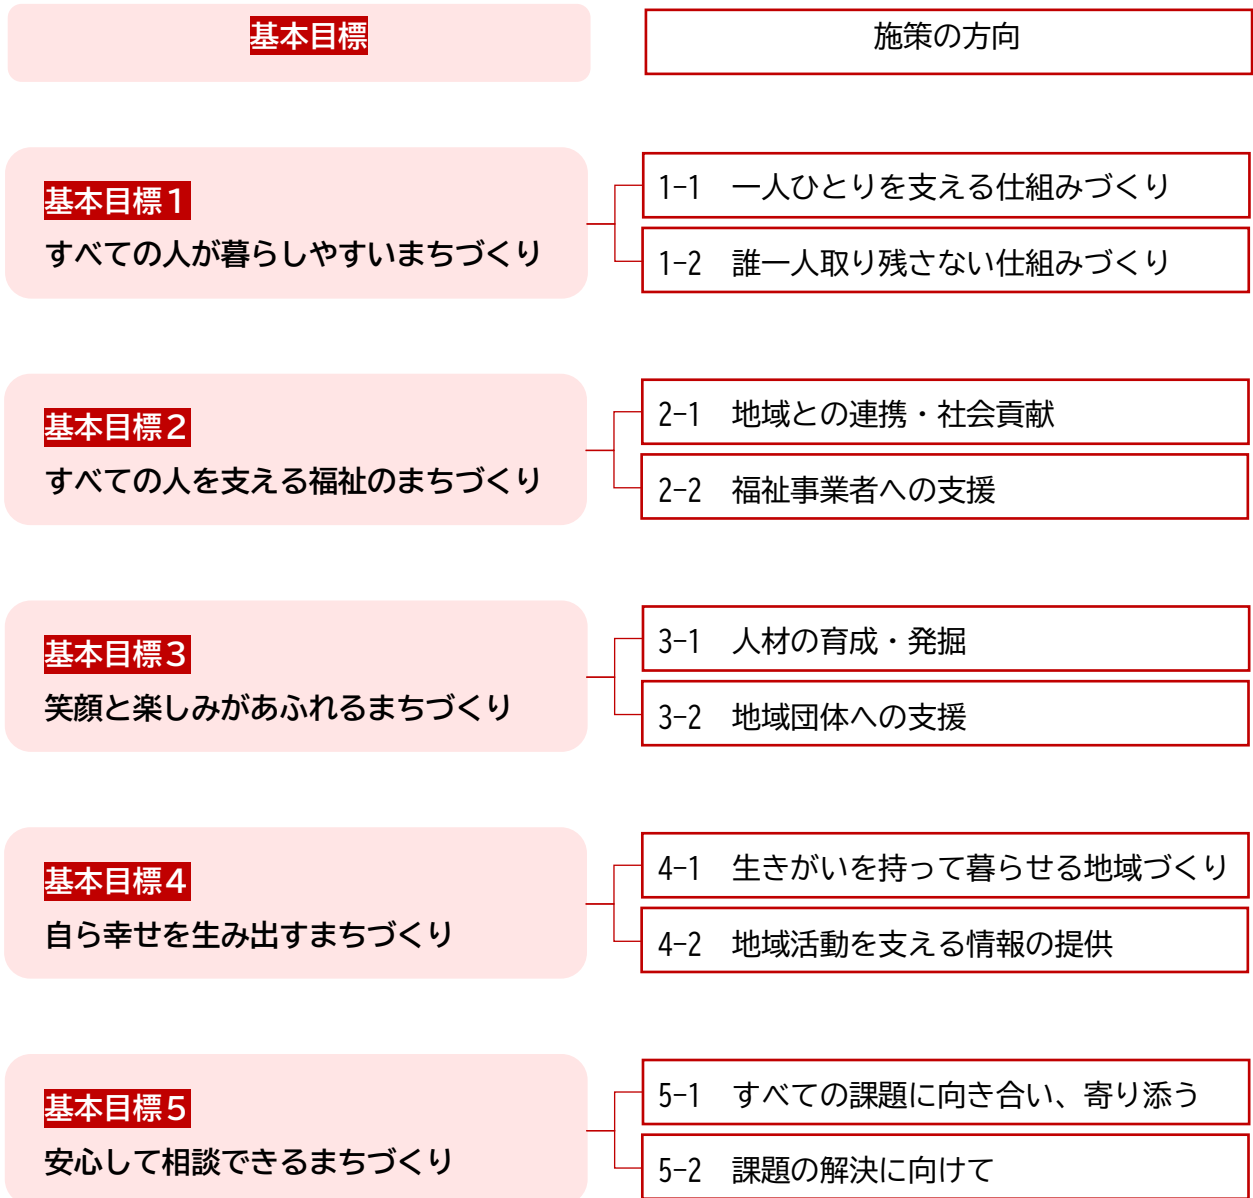 基本目標
施策の方向
基本目標1
すべての人が暮らしやすいまちづくり
1-1 一人ひとりを支える仕組みづくり
1-2 誰一人取り残さない仕組みづくり
基本目標2
すべての人を支える福祉のまちづくり
2-1 地域との連携・社会貢献
2-2 福祉事業者への支援
基本目標3
笑顔と楽しみがあふれるまちづくり
3-1 人材の育成・発掘
3-2 地域団体への支援
基本目標4
自ら幸せを生み出すまちづくり
4-1 生きがいを持って暮らせる地域づくり
4-2 地域活動を支える情報の提供
基本目標5
安心して相談できるまちづくり
5-1 すべての課題に向き合い、寄り添う
5-2 課題の解決に向けて